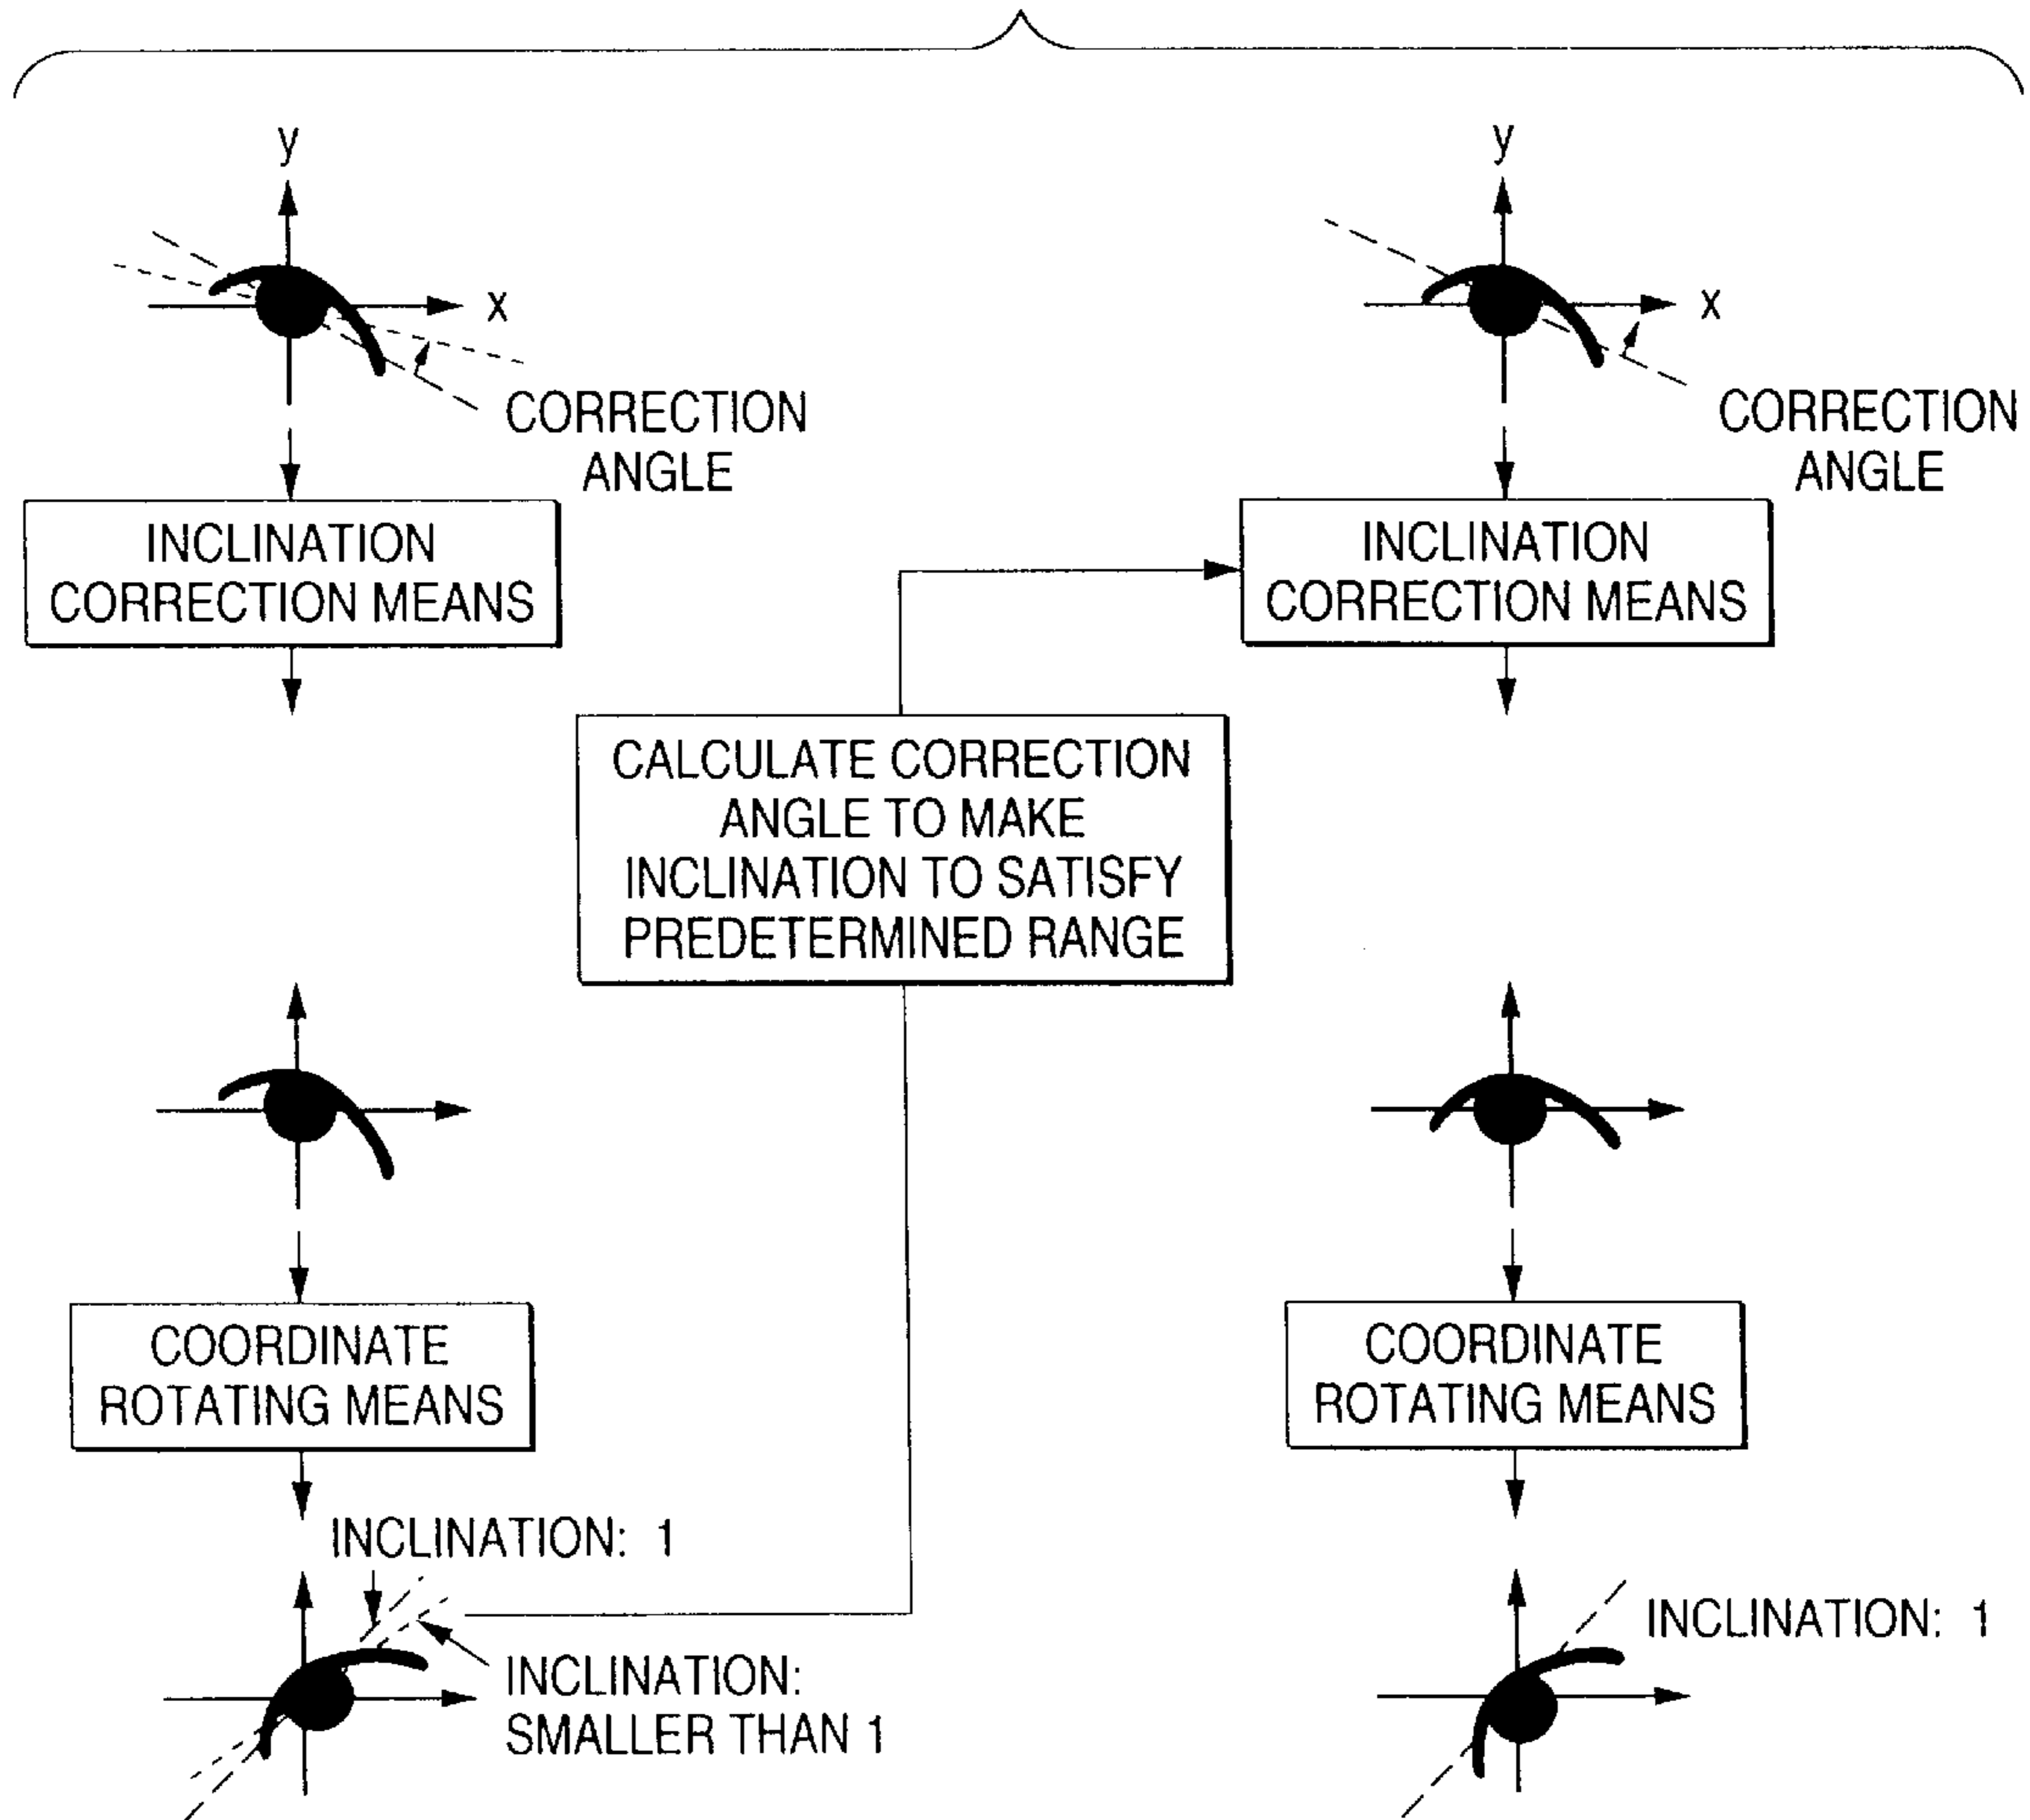 y
x
CORRECTION
ANGLE
INCLINATION
CORRECTION MEANS
y
x
CORRECTION
ANGLE
INCLINATION
CORRECTION MEANS
CALCULATE CORRECTION
ANGLE TO MAKE
INCLINATION TO SATISFY
PREDETERMINED RANGE
COORDINATE
ROTATING MEANS
INCLINATION: 1
INCLINATION:
SMALLER THAN 1
COORDINATE
ROTATING MEANS
INCLINATION: 1